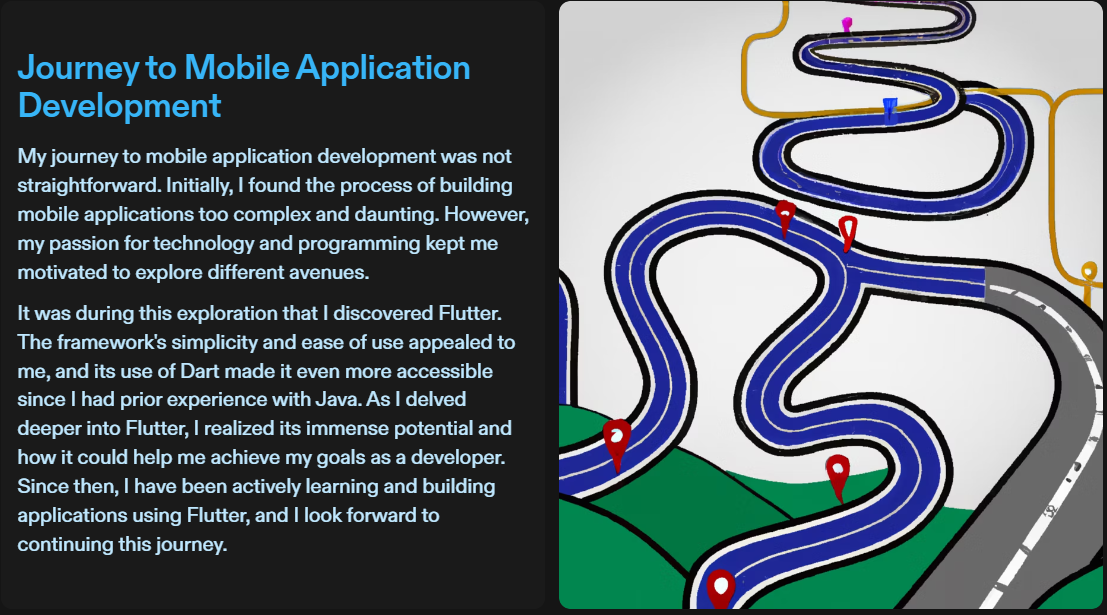 Journey to Mobile Application
Development
My journey to mobile application development was not
straightforward. Initially, I found the process of building
mobile applications too complex and daunting. However,
my passion for technology and programming kept me
motivated to explore different avenues.
It was during this exploration that I discovered Flutter.
The framework's simplicity and ease of use appealed to
me, and its use of Dart made it even more accessible
since I had prior experience with Java. As I delved
deeper into Flutter, I realized its immense potential and
how it could help me achieve my goals as a developer.
Since then, I have been actively learning and building
applications using Flutter, and I look forward to
continuing this journey.